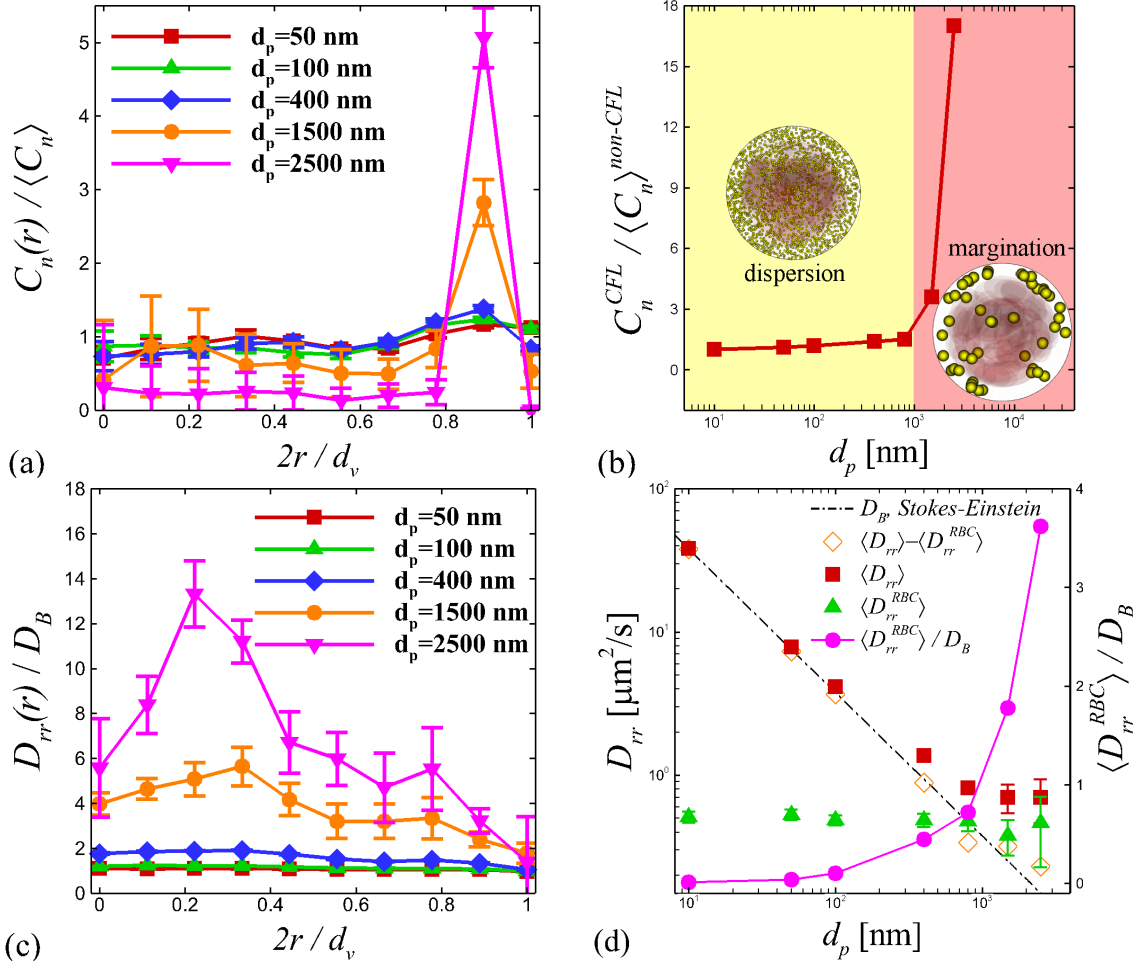 C_n(r) / ⟨C_n⟩
5
4
3
2
1
0
d_p=50 nm
d_p=100 nm
d_p=400 nm
d_p=1500 nm
d_p=2500 nm
0 0.2 0.4 0.6 0.8 1
(a)
2r / d_v
C_n^{CFL} / ⟨C_n⟩^{non-CFL}
18
15
12
9
6
3
0
dispersion
margination
10^1 10^2 10^3 10^4
(b)
d_p [nm]
D_rr(r) / D_B
18
16
14
12
10
8
6
4
2
0
d_p=50 nm
d_p=100 nm
d_p=400 nm
d_p=1500 nm
d_p=2500 nm
0 0.2 0.4 0.6 0.8 1
(c)
2r / d_v
D_rr [μm²/s]
10^2
10^1
10^0
D_B, Stokes-Einstein
⟨D_rr⟩–⟨D_rr^{RBC}⟩
⟨D_rr⟩
⟨D_rr^{RBC}⟩
⟨D_rr^{RBC}⟩ / D_B
4
3
2
1
0
⟨D_rr^{RBC}⟩ / D_B
10^1 10^2 10^3
(d)
d_p [nm]